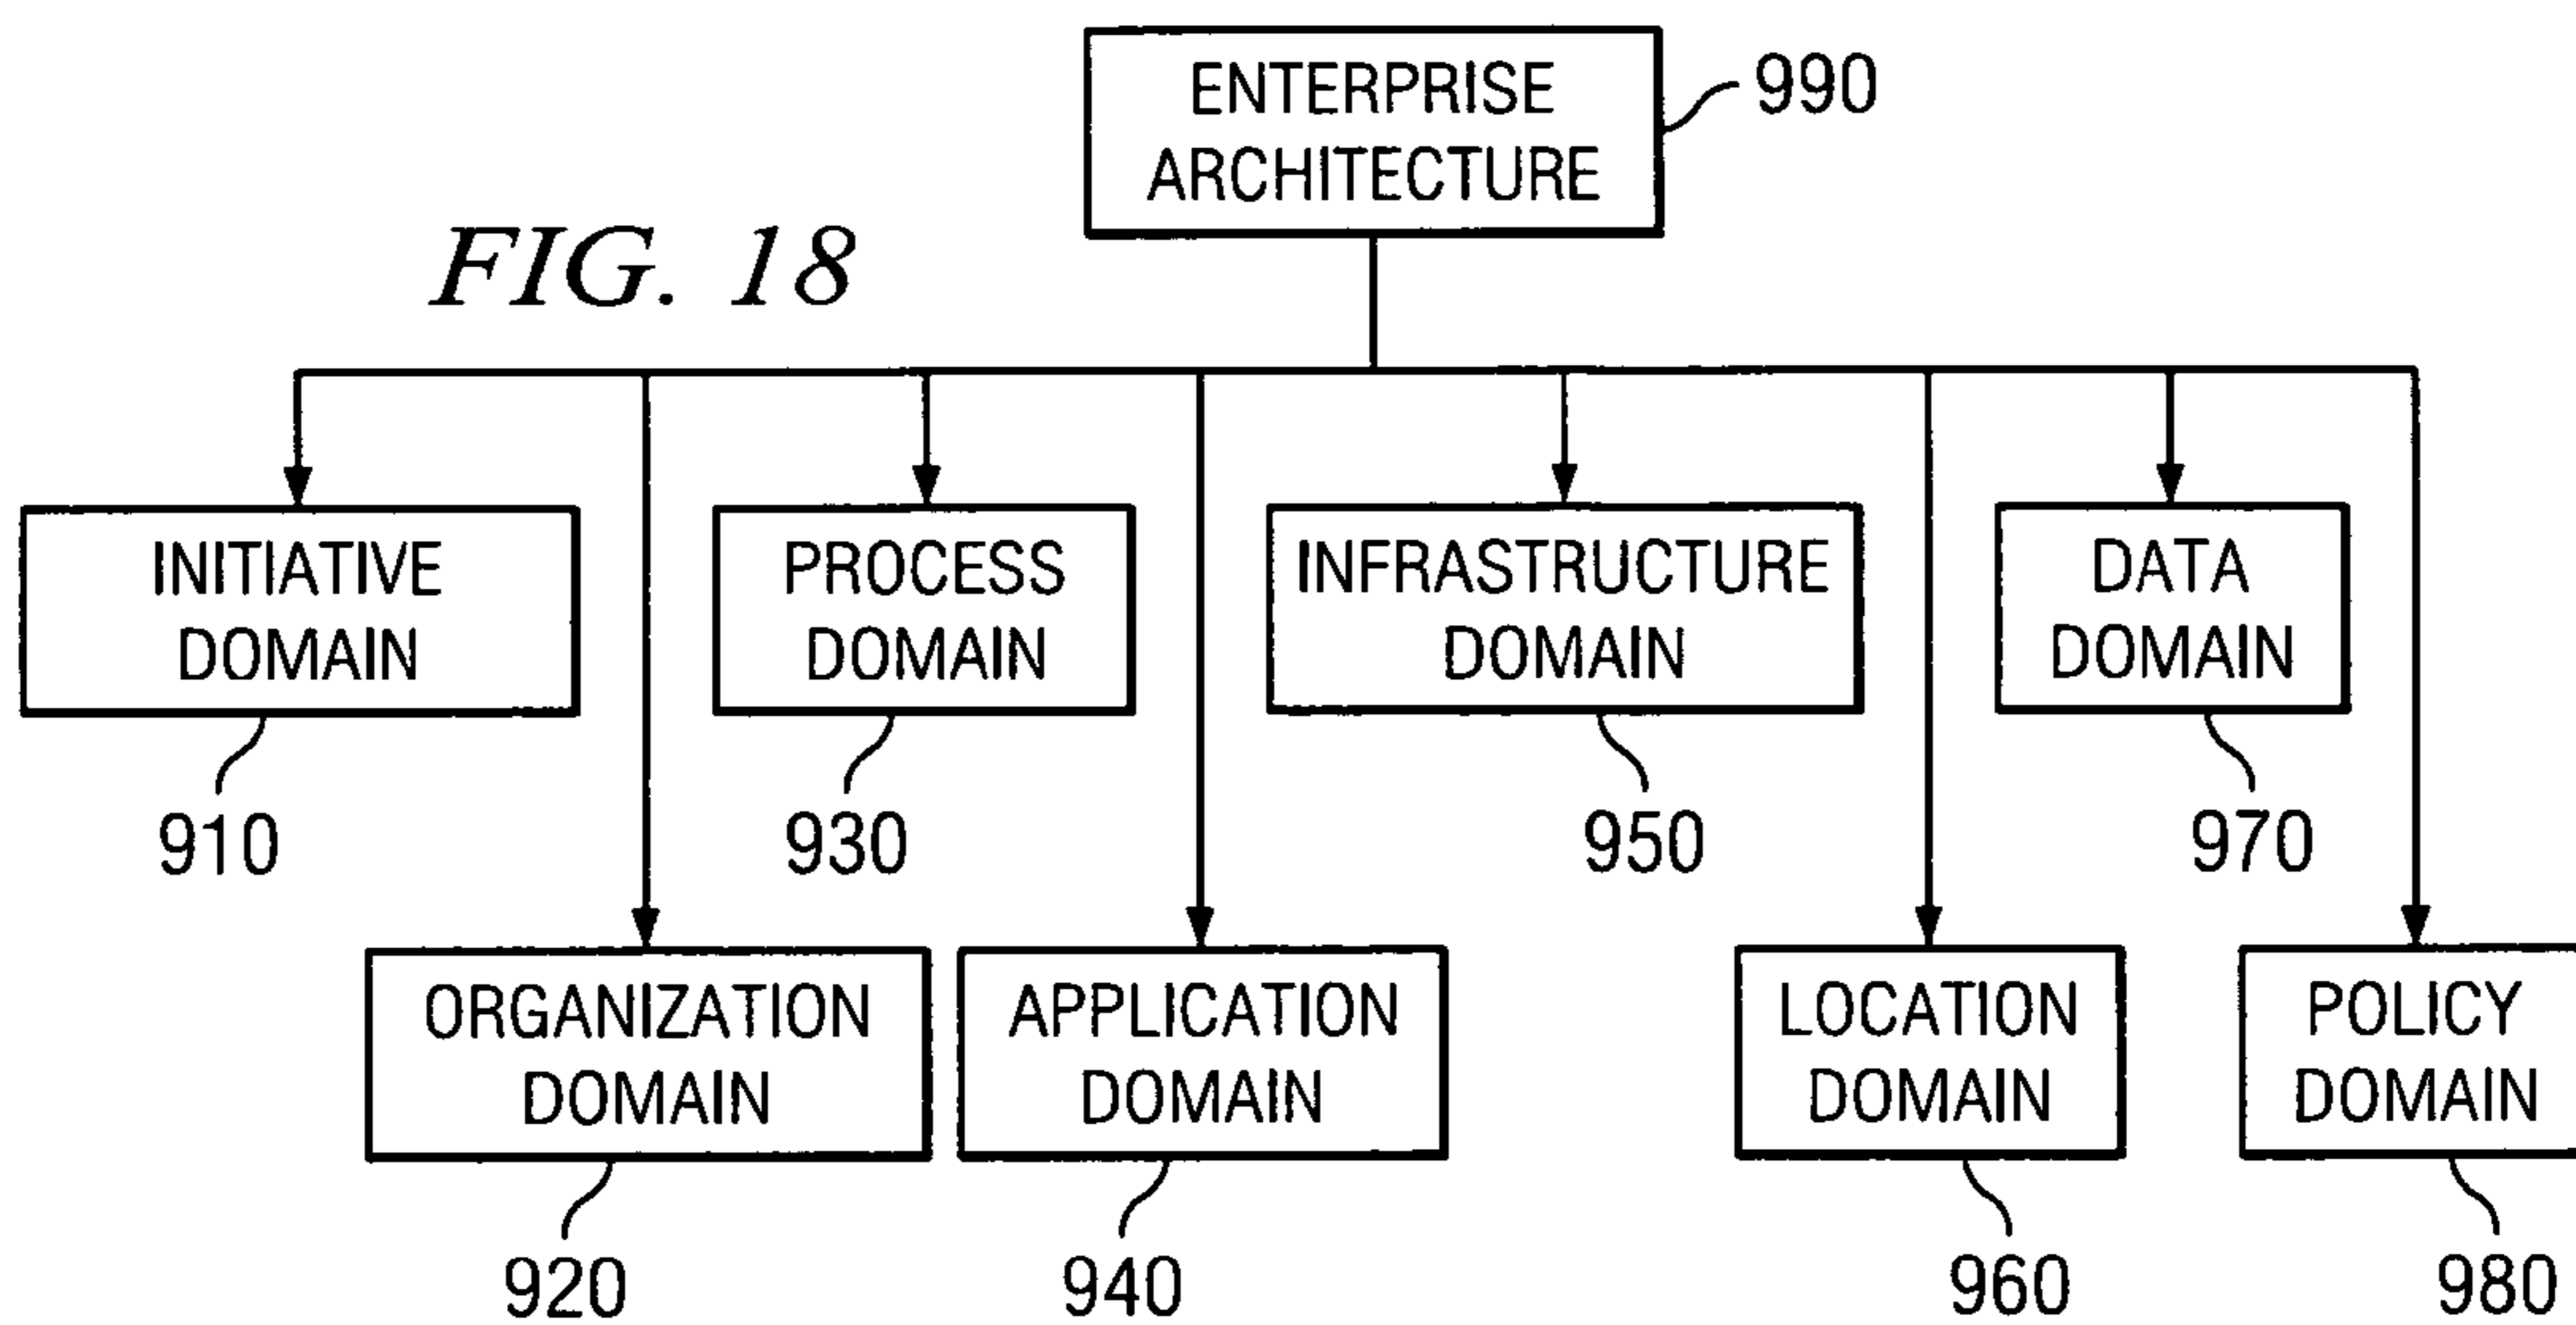 ENTERPRISE
ARCHITECTURE
990
FIG. 18
INITIATIVE
DOMAIN
910
PROCESS
DOMAIN
930
INFRASTRUCTURE
DOMAIN
950
DATA
DOMAIN
970
ORGANIZATION
DOMAIN
920
APPLICATION
DOMAIN
940
LOCATION
DOMAIN
960
POLICY
DOMAIN
980